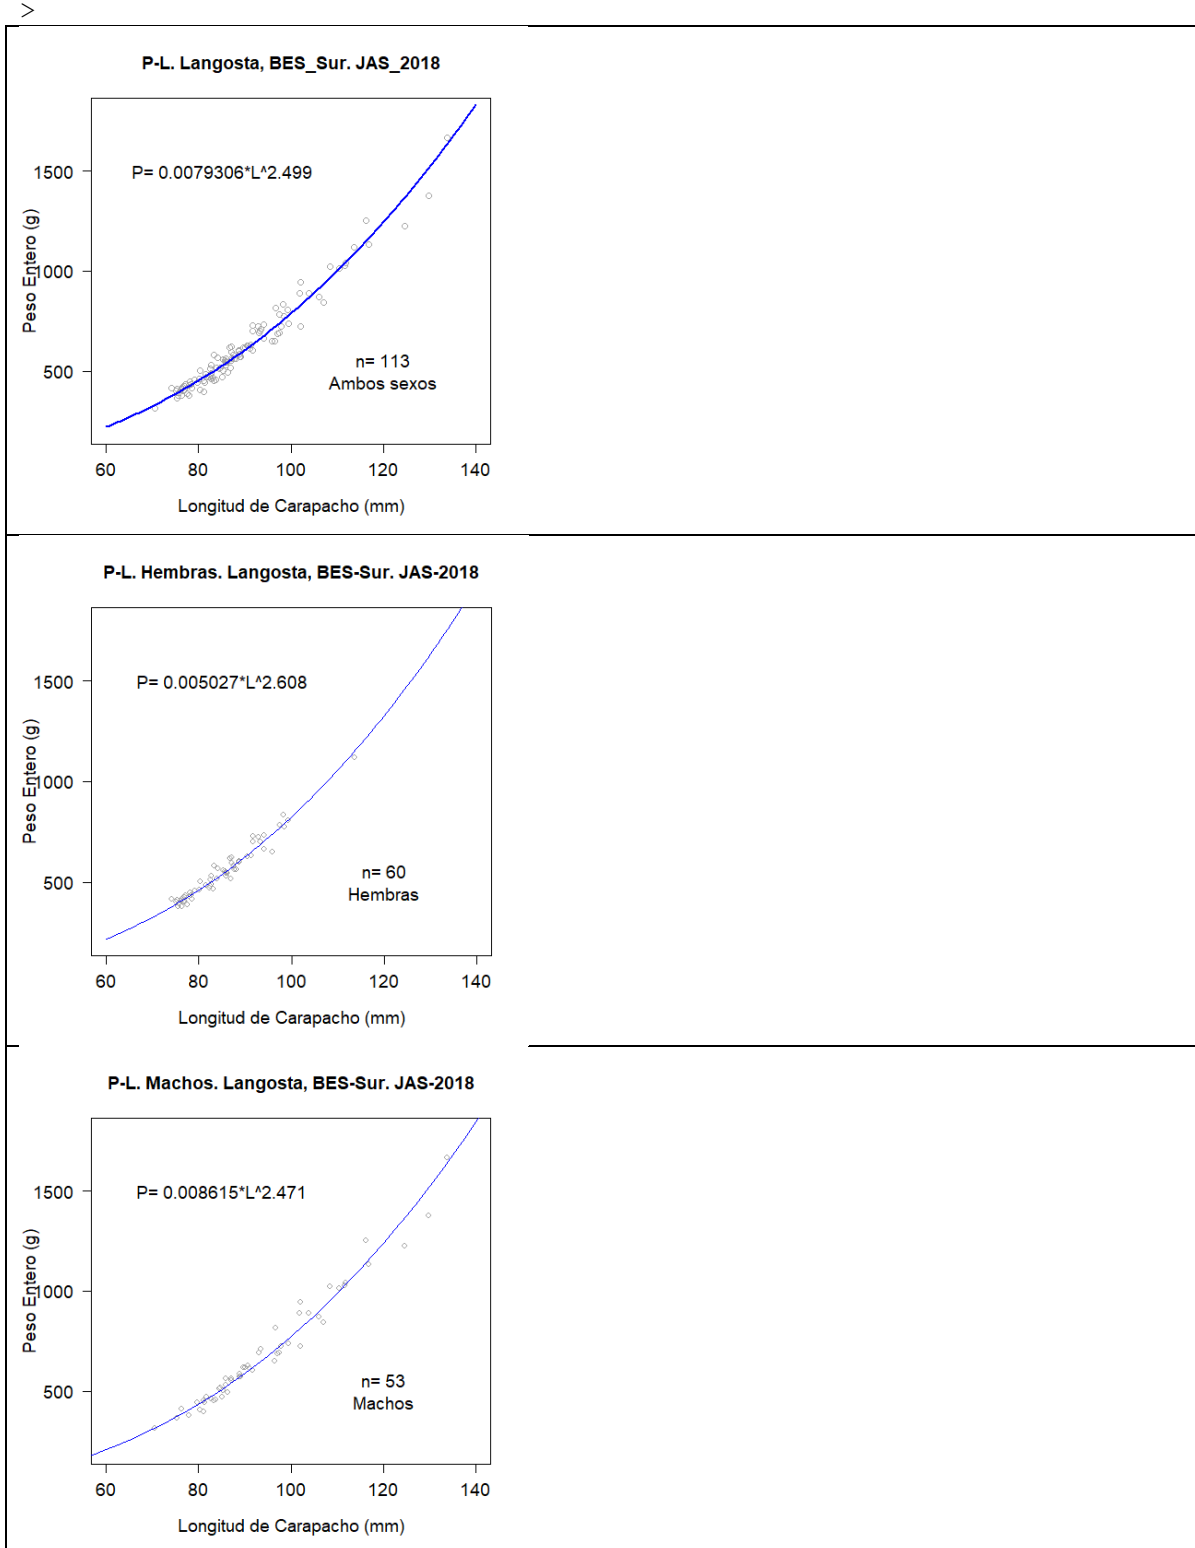 >
P-L. Langosta, BES_Sur. JAS_2018
P= 0.0079306*L^2.499
1500
1000
500
Peso Entero (g)
n= 113
Ambos sexos
60 80 100 120 140
Longitud de Carapacho (mm)
P-L. Hembras. Langosta, BES-Sur. JAS-2018
P= 0.005027*L^2.608
1500
1000
500
Peso Entero (g)
n= 60
Hembras
60 80 100 120 140
Longitud de Carapacho (mm)
P-L. Machos. Langosta, BES-Sur. JAS-2018
P= 0.008615*L^2.471
1500
1000
500
Peso Entero (g)
n= 53
Machos
60 80 100 120 140
Longitud de Carapacho (mm)